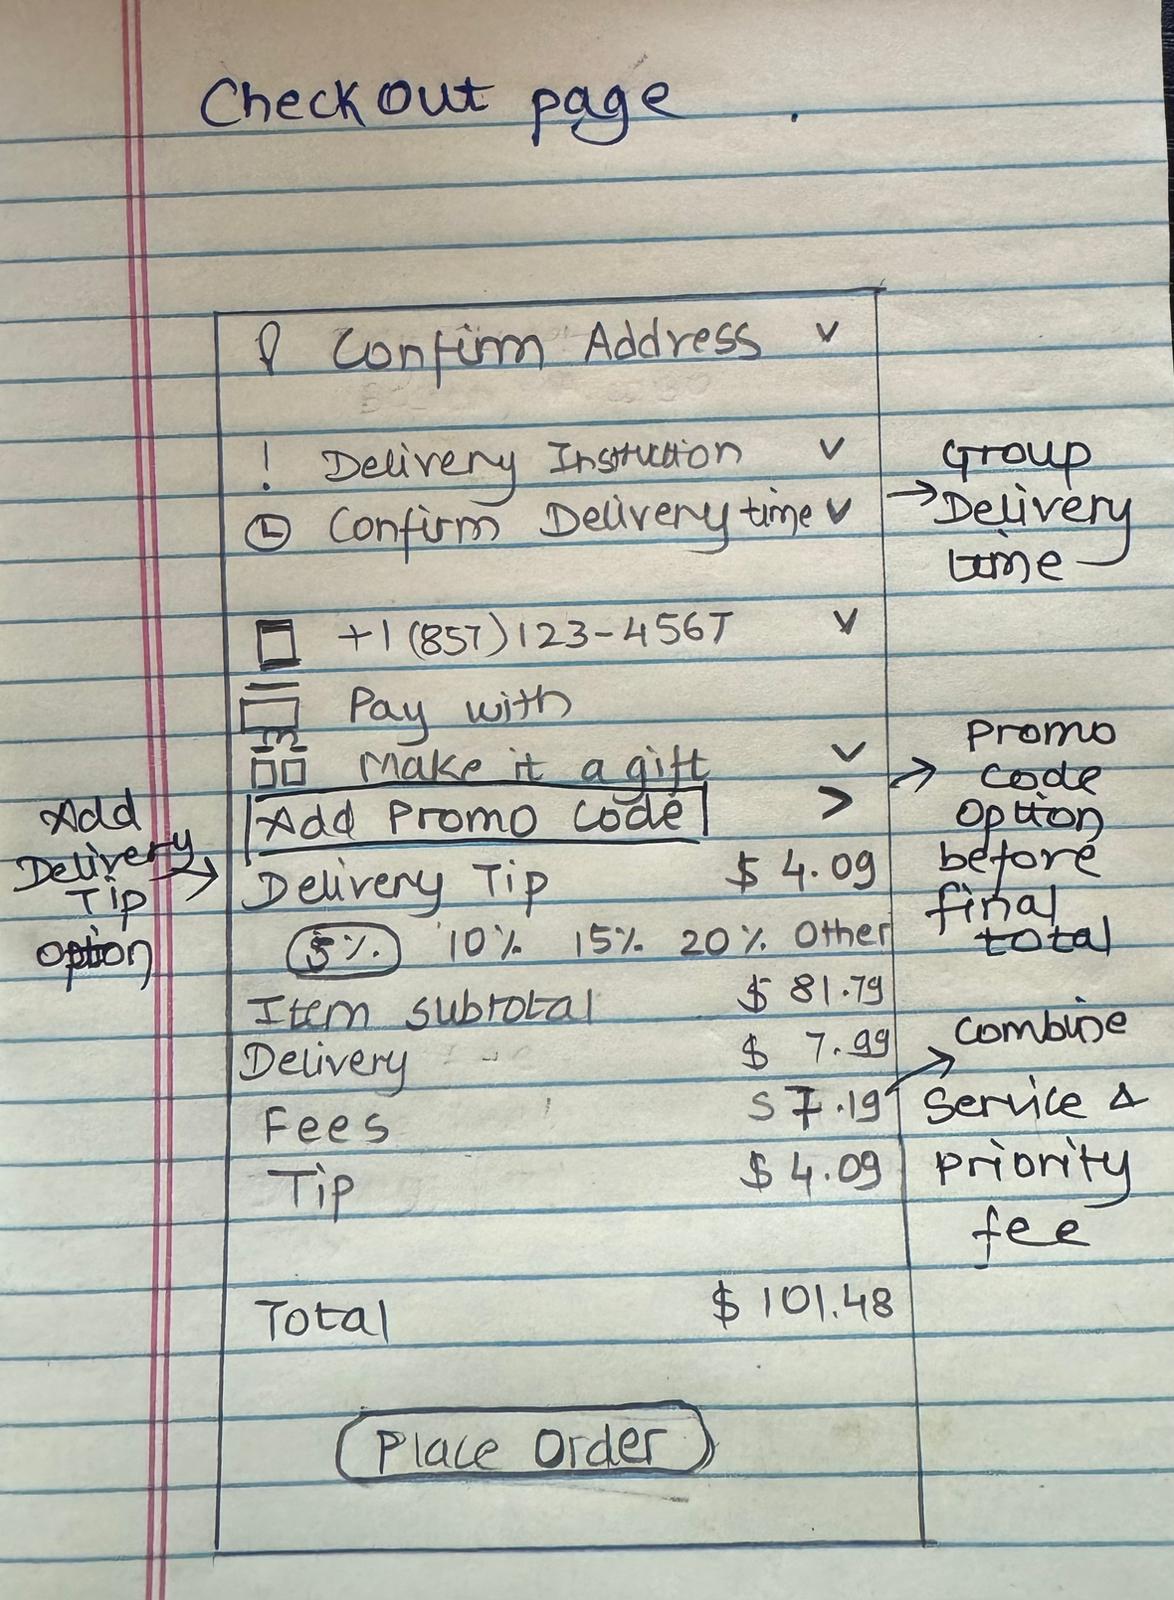 Checkout page
Confirm Address v
! Delivery Instruction v
Confirm Delivery time v
Group
Delivery
time
+1 (857) 123-4567 v
Pay with
Make it a gift v
Add Promo Code >
Promo
code
option
before
final
total
Add
Delivery
Tip
option
Delivery Tip $ 4.09
5% 10% 15% 20% Other
Item subtotal $ 81.79
Delivery $ 7.99
Fees $ 7.19
Combine
Service &
priority
fee
Tip $ 4.09
Total $ 101.48
Place Order